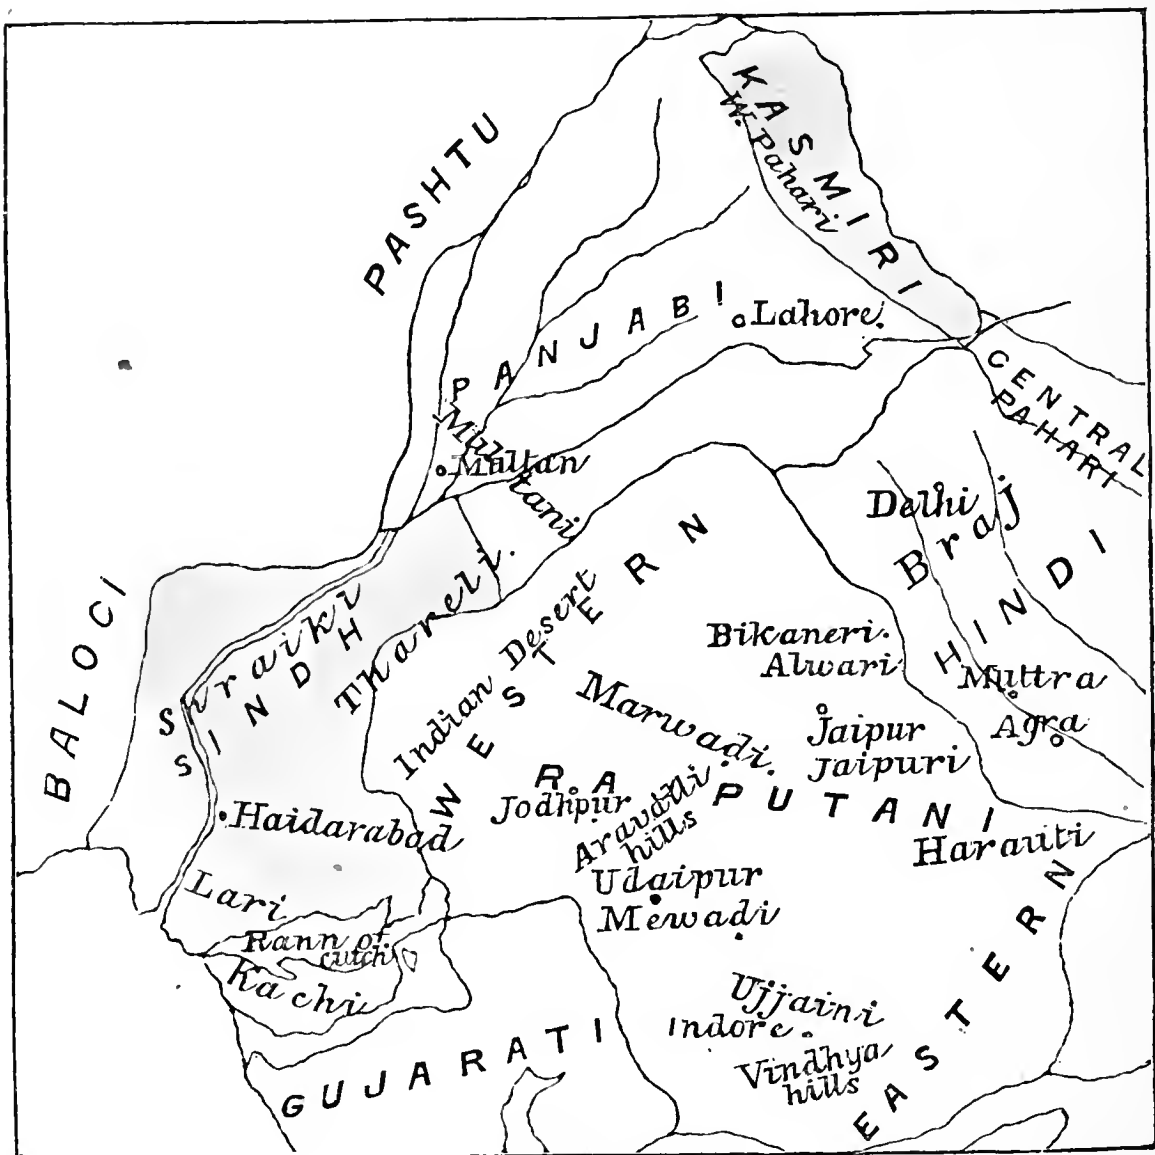 KASMIRI
W. Pahari
PASHTU
PANJABI
Lahore.
CENTRAL
PAHARI
Multani
Multan
Delhi
Braj
HINDI
BALOCI
Siraiki
SINDH
Thareli.
Indian Desert
WESTERN
Bikaneri.
Alwari
Marwadi.
Muttra
Agra
Jaipur
Jaipuri
RAPUTANI
Jodhpur
Aravalli
hills
Haidarabad
Harauti
Udaipur
Mewadi
Lari
Rann of
cutch
Kachi
EASTERN
Ujjaini
Indore.
Vindhya
hills
GUJARATI